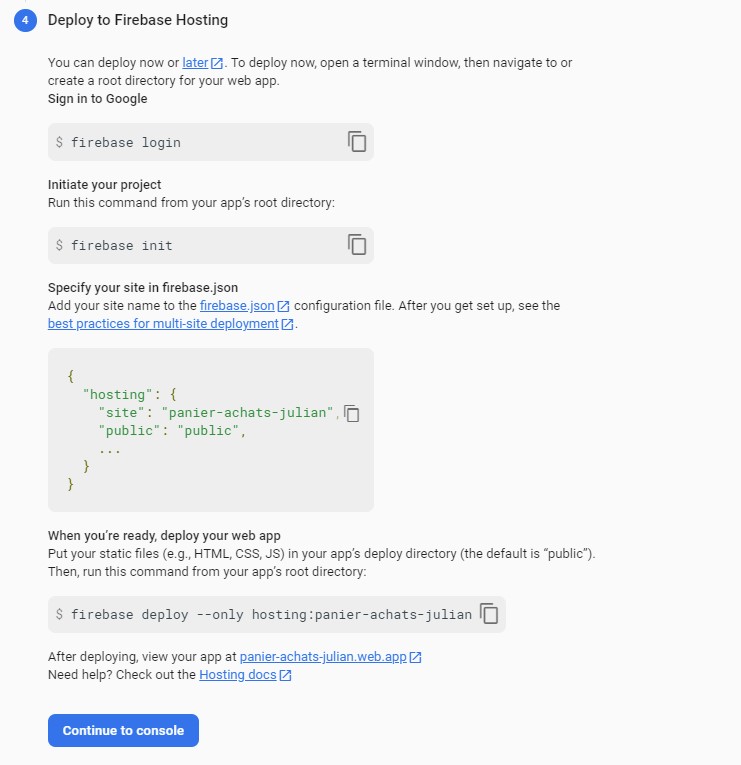 4 Deploy to Firebase Hosting
You can deploy now or later. To deploy now, open a terminal window, then navigate to or
create a root directory for your web app.
Sign in to Google
$ firebase login
Initiate your project
Run this command from your app's root directory:
$ firebase init
Specify your site in firebase.json
Add your site name to the firebase.json configuration file. After you get set up, see the
best practices for multi-site deployment.
{
"hosting": {
"site": "panier-achats-julian",
"public": "public",
...
}
}
When you're ready, deploy your web app
Put your static files (e.g., HTML, CSS, JS) in your app's deploy directory (the default is “public”).
Then, run this command from your app's root directory:
$ firebase deploy --only hosting:panier-achats-julian
After deploying, view your app at panier-achats-julian.web.app
Need help? Check out the Hosting docs
Continue to console